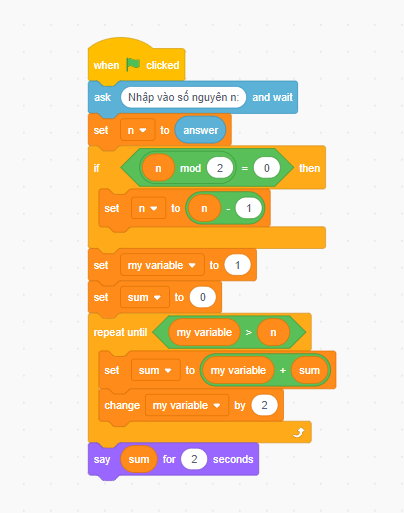 when clicked
ask Nhập vào số nguyên n: and wait
set n to answer
if n mod 2 = 0 then
set n to n - 1
set my variable to 1
set sum to 0
repeat until my variable > n
set sum to my variable + sum
change my variable by 2
say sum for 2 seconds